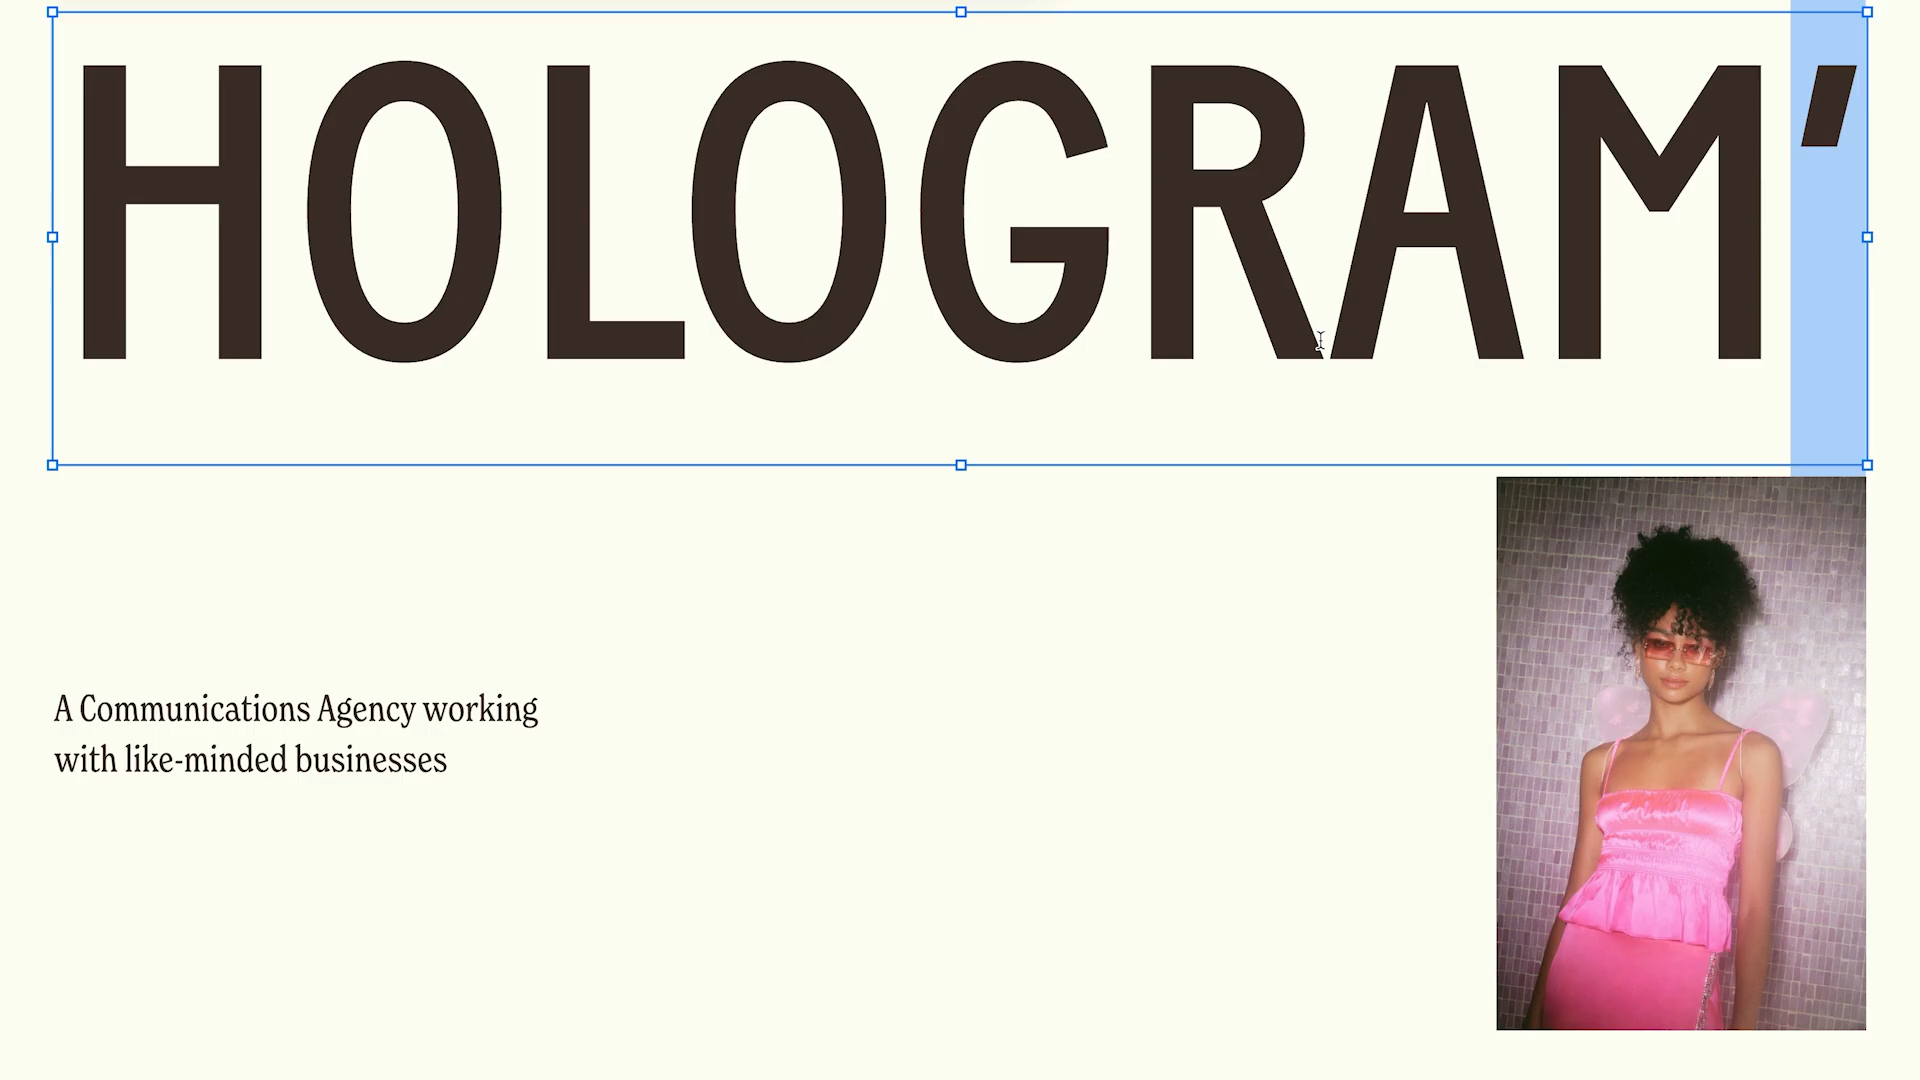 HOLOGRAM’
A Communications Agency working
with like-minded businesses